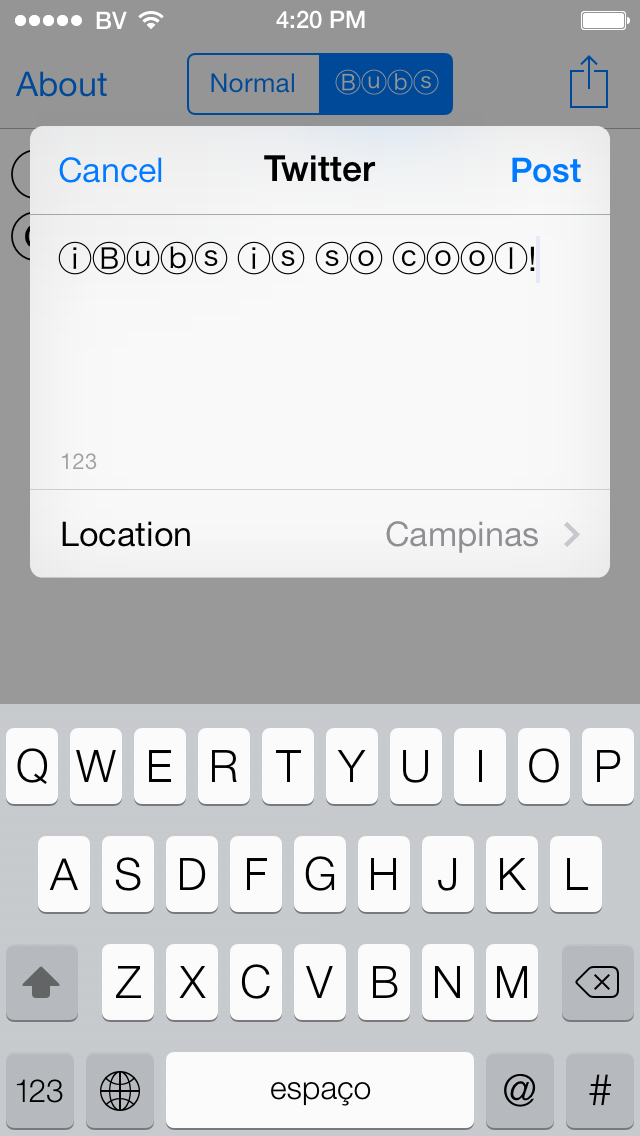 BV 4:20 PM
About Normal Ⓑⓤⓑⓢ
Cancel Twitter Post
ⓘⒷⓤⓑⓢ ⓘⓢ ⓢⓞ ⓒⓞⓞⓛ!
123
Location Campinas
Q W E R T Y U I O P
A S D F G H J K L
Z X C V B N M
123 espaço @ #